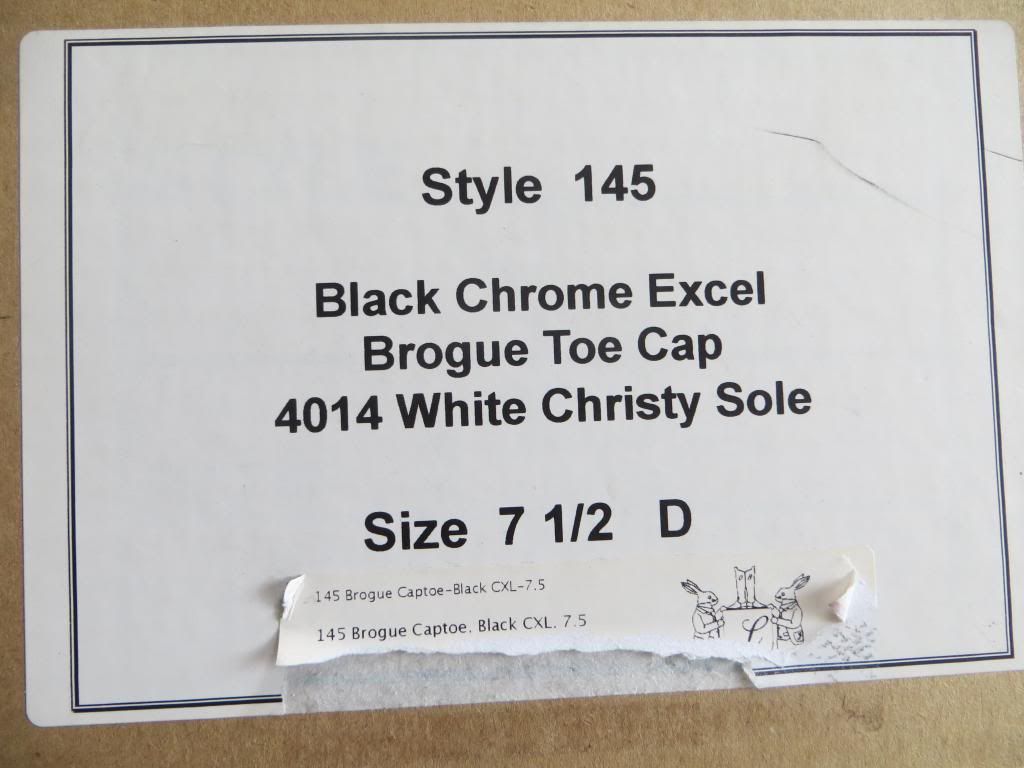 Style 145
Black Chrome Excel
Brogue Toe Cap
4014 White Christy Sole
Size 7 1/2 D
145 Brogue Captoe-Black CXL-7.5
145 Brogue Captoe. Black CXL. 7.5